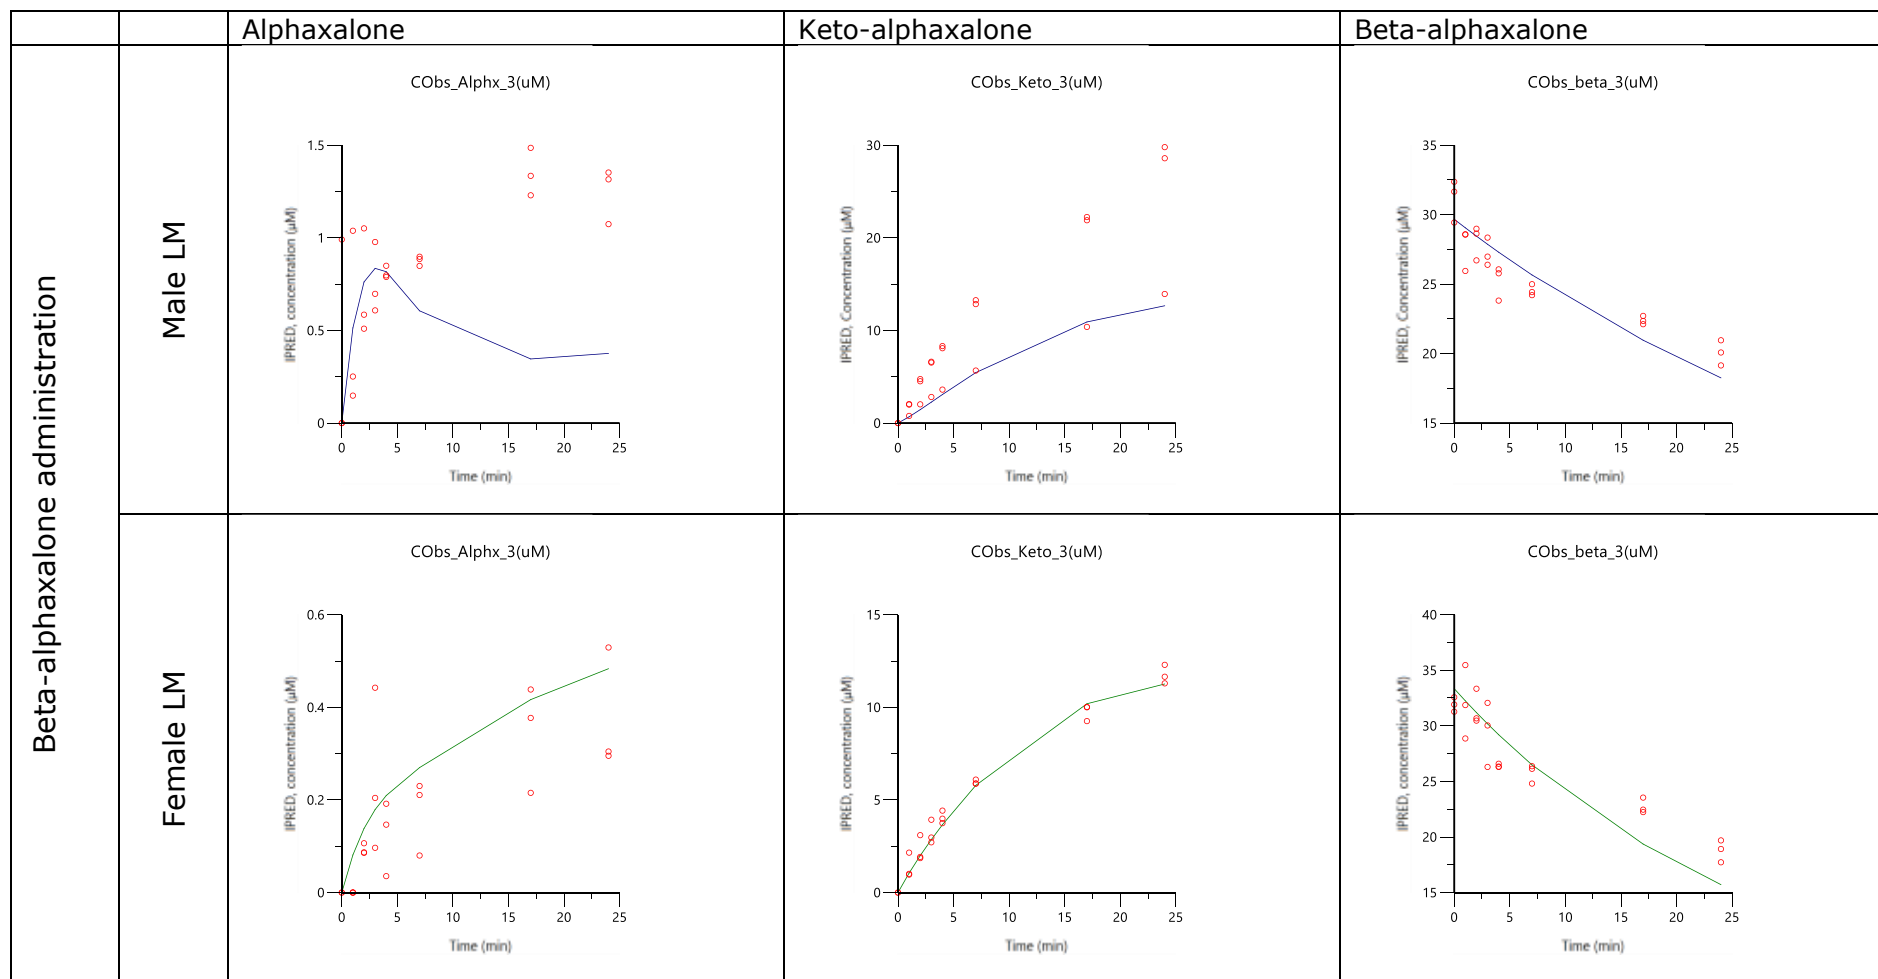 Alphaxalone
Keto-alphaxalone
Beta-alphaxalone
Beta-alphaxalone administration
Male LM
CObs_Alphx_3(uM)
IPRED, concentration (µM)
1.5
1
0.5
0
0 5 10 15 20 25
Time (min)
CObs_Keto_3(uM)
IPRED, Concentration (µM)
30
20
10
0
0 5 10 15 20 25
Time (min)
CObs_beta_3(uM)
IPRED, Concentration (µM)
35
30
25
20
15
0 5 10 15 20 25
Time (min)
Female LM
CObs_Alphx_3(uM)
IPRED, concentration (µM)
0.6
0.4
0.2
0
0 5 10 15 20 25
Time (min)
CObs_Keto_3(uM)
IPRED, concentration (µM)
15
10
5
0
0 5 10 15 20 25
Time (min)
CObs_beta_3(uM)
IPRED, concentration (µM)
40
35
30
25
20
15
0 5 10 15 20 25
Time (min)